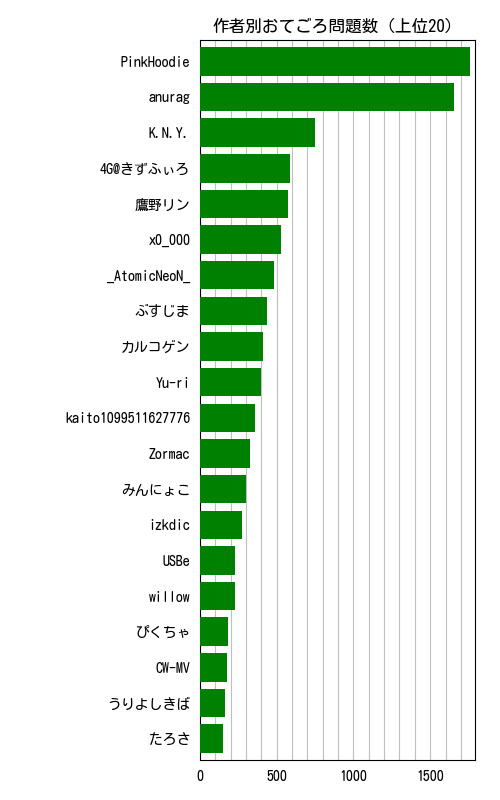 作者別おてごろ問題数 (上位20)
PinkHoodie
anurag
K.N.Y.
4G@きずふぃろ
鷹野リン
x0_000
_AtomicNeoN_
ぶすじま
カルコゲン
Yu-ri
kaito1099511627776
Zormac
みんにょこ
izkdic
USBe
willow
ぴくちゃ
CW-MV
うりよしきば
たろさ
0 500 1000 1500